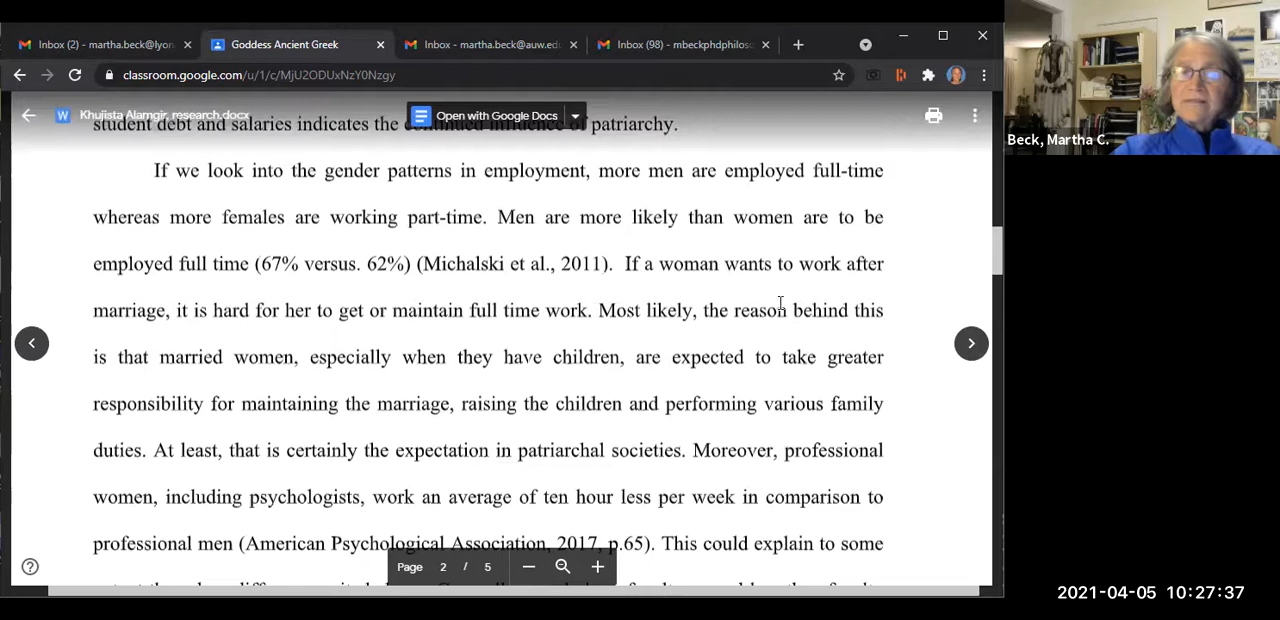 Inbox (2) - martha.beck@lyon
Goddess Ancient Greek
Inbox - martha.beck@auw.ed
Inbox (98) - mbeckphdphilos
classroom.google.com/u/1/c/MjU2ODUxNzY0Nzgy
Khujista Alamgir, research.docx
Open with Google Docs
Beck, Martha C.
student debt and salaries indicates the continued influence of patriarchy.
If we look into the gender patterns in employment, more men are employed full-time
whereas more females are working part-time. Men are more likely than women are to be
employed full time (67% versus. 62%) (Michalski et al., 2011). If a woman wants to work after
marriage, it is hard for her to get or maintain full time work. Most likely, the reason behind this
is that married women, especially when they have children, are expected to take greater
responsibility for maintaining the marriage, raising the children and performing various family
duties. At least, that is certainly the expectation in patriarchal societies. Moreover, professional
women, including psychologists, work an average of ten hour less per week in comparison to
professional men (American Psychological Association, 2017, p.65). This could explain to some
Page 2 / 5
2021-04-05 10:27:37